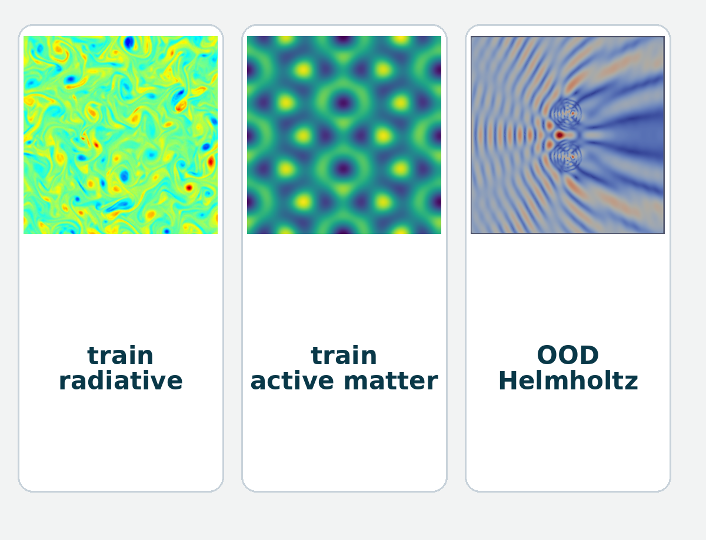 train
radiative
train
active matter
OOD
Helmholtz